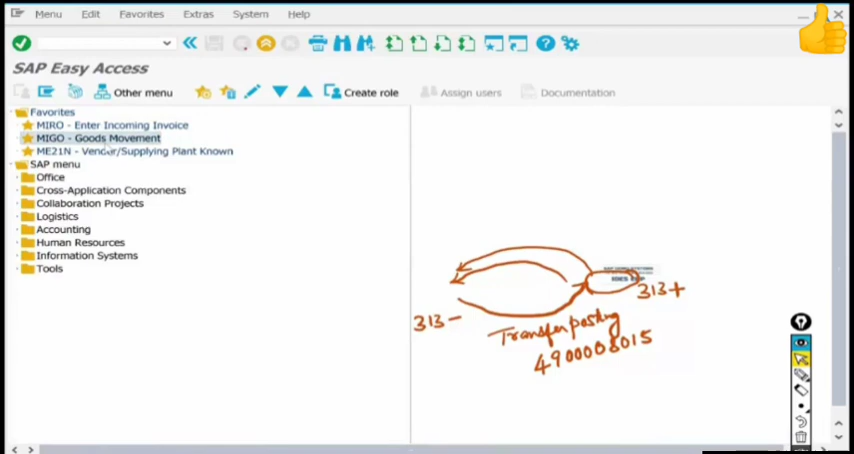 Menu Edit Favorites Extras System Help
SAP Easy Access
Other menu Create role Assign users Documentation
Favorites
MIRO - Enter Incoming Invoice
MIGO - Goods Movement
ME21N - Vendor/Supplying Plant Known
SAP menu
Office
Cross-Application Components
Collaboration Projects
Logistics
Accounting
Human Resources
Information Systems
Tools
313+
313-
Transfer posting
4900008015